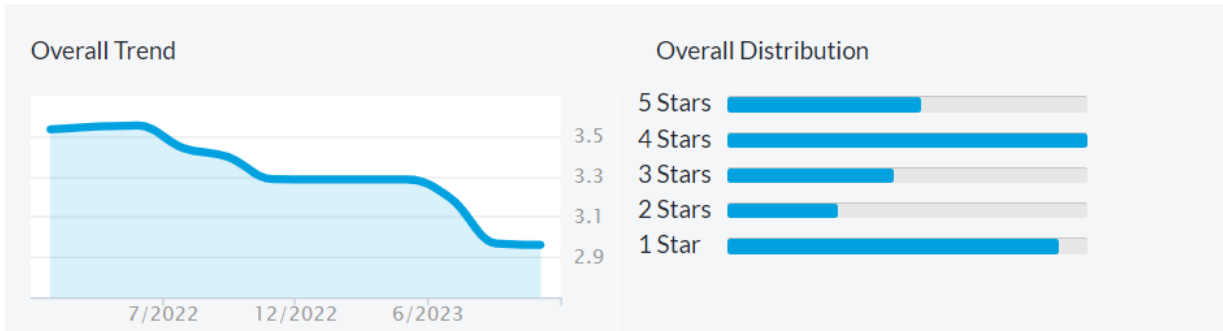 Overall Trend
3.5
3.3
3.1
2.9
7/2022 12/2022 6/2023
Overall Distribution
5 Stars
4 Stars
3 Stars
2 Stars
1 Star